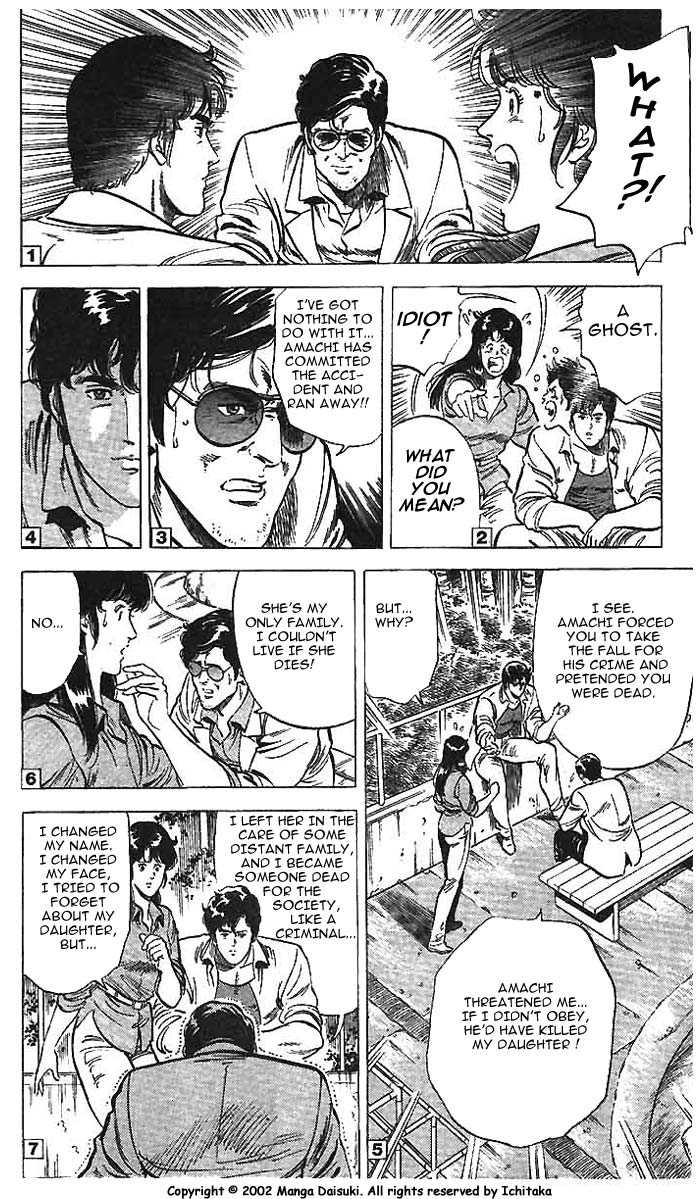 WHAT?!
1
A
GHOST.
IDIOT
!
WHAT
DID
YOU
MEAN?
2
I'VE GOT
NOTHING TO
DO WITH IT...
AMACHI HAS
COMMITTED
THE ACCI-
DENT AND
RAN AWAY!!
3
4
I SEE.
AMACHI FORCED
YOU TO TAKE
THE FALL FOR
HIS CRIME AND
PRETENDED YOU
WERE DEAD.
BUT...
WHY?
AMACHI
THREATENED ME...
IF I DIDN'T OBEY,
HE'D HAVE KILLED
MY DAUGHTER !
5
SHE'S MY
ONLY FAMILY.
I COULDN'T
LIVE IF SHE
DIES!
NO...
6
I LEFT HER IN THE
CARE OF SOME
DISTANT FAMILY,
AND I BECAME
SOMEONE DEAD
FOR THE
SOCIETY,
LIKE A
CRIMINAL...
I CHANGED
MY NAME.
I CHANGED
MY FACE,
I TRIED TO
FORGET
ABOUT MY
DAUGHTER,
BUT...
7
Copyright © 2002 Manga Daisuki. All rights reserved by Ichitaka